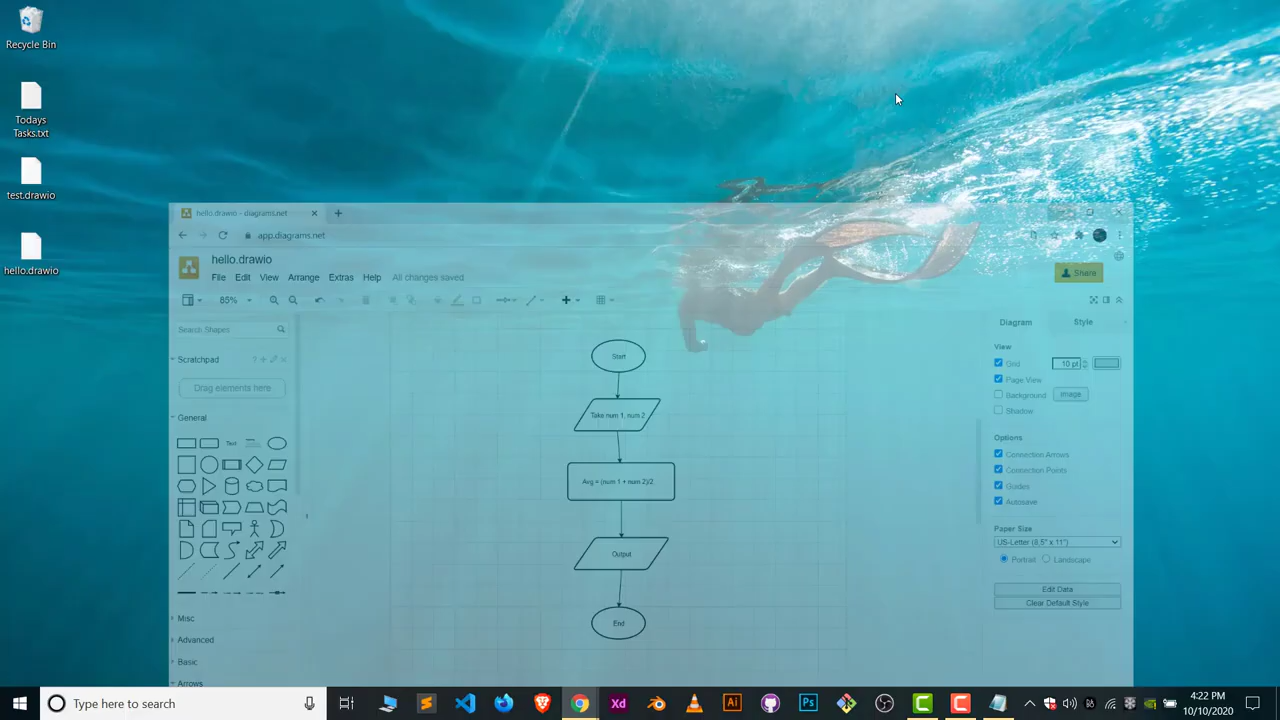 Recycle Bin
Todays
Tasks.txt
test.drawio
hello.drawio
hello.drawio - diagrams.net
app.diagrams.net
hello.drawio
File Edit View Arrange Extras Help All changes saved
Share
85%
Search Shapes
Scratchpad
Drag elements here
General
Text
Misc
Advanced
Basic
Arrows
Start
Take num 1, num 2
Avg = (num 1 + num 2)/2
Output
End
Diagram Style
View
Grid 10 pt
Page View
Background Image
Shadow
Options
Connection Arrows
Connection Points
Guides
Autosave
Paper Size
US-Letter (8,5" x 11")
Portrait Landscape
Edit Data
Clear Default Style
Type here to search
Xd
Ai
Ps
4:22 PM
10/10/2020